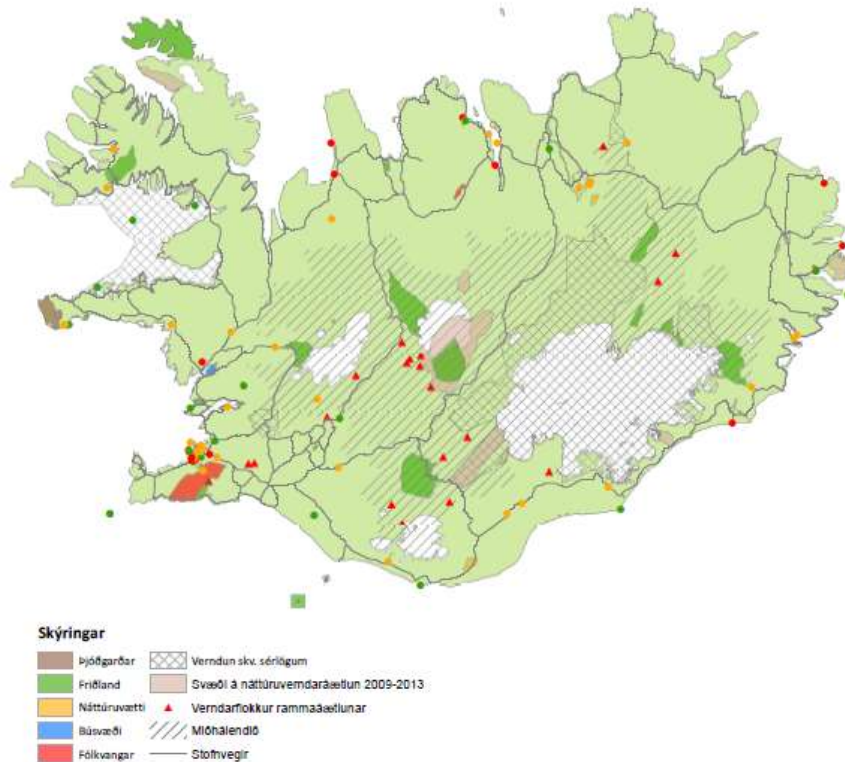 Skýringar
Þjóðgarðar
Friðland
Náttúruvætti
Búsvæði
Fólkvangar
Verndun skv. sérlögum
Svæði á náttúruverndaráætlun 2009-2013
Verndarflokkur rammaáætlunar
Miðhálendið
Stofnvegir